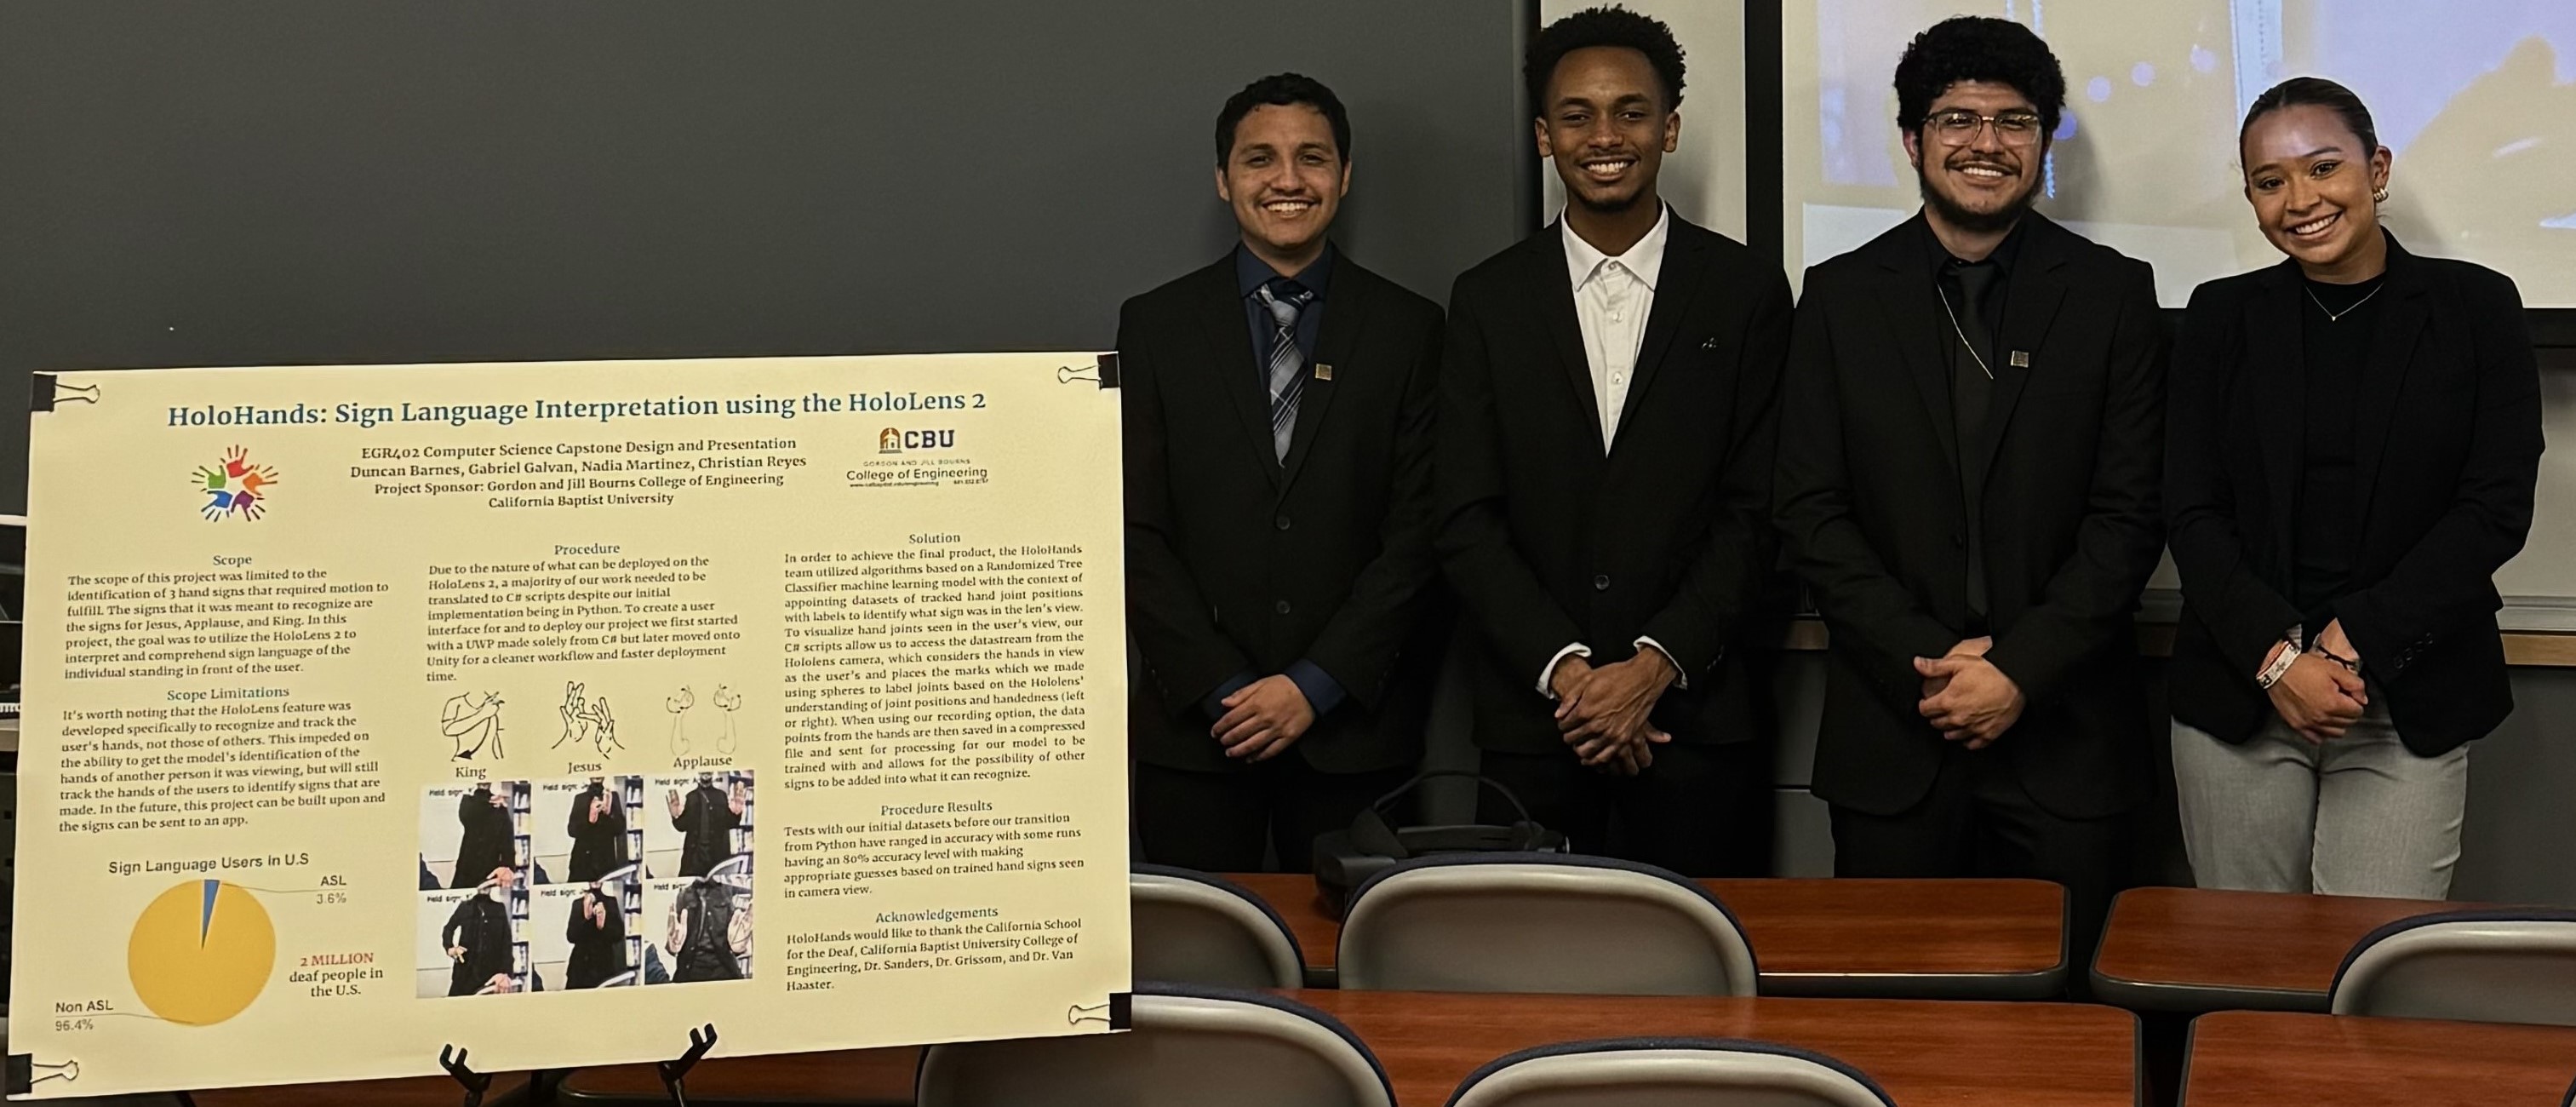 HoloHands: Sign Language Interpretation using the HoloLens 2
EGR402 Computer Science Capstone Design and Presentation
Duncan Barnes, Gabriel Galvan, Nadia Martinez, Christian Reyes
Project Sponsor: Gordon and Jill Bourns College of Engineering
California Baptist University
CBU
GORDON AND JILL BOURNS
College of Engineering
Scope
The scope of this project was limited to the
identification of 3 hand signs that required motion to
fulfill. The signs that it was meant to recognize are
the signs for Jesus, Applause, and King. In this
project, the goal was to utilize the HoloLens 2 to
interpret and comprehend sign language of the
individual standing in front of the user.
Scope Limitations
It's worth noting that the HoloLens feature was
developed specifically to recognize and track the
user's hands, not those of others. This impeded on
the ability to get the model's identification of the
hands of another person it was viewing, but will still
track the hands of the users to identify signs that are
made. In the future, this project can be built upon and
the signs can be sent to an app.
Sign Language Users in U.S
ASL
3.6%
2 MILLION
deaf people in
the U.S.
Non ASL
96.4%
Procedure
Due to the nature of what can be deployed on the
HoloLens 2, a majority of our work needed to be
translated to C# scripts despite our initial
implementation being in Python. To create a user
interface for and to deploy our project we first started
with a UWP made solely from C# but later moved onto
Unity for a cleaner workflow and faster deployment
time.
King
Jesus
Applause
Solution
In order to achieve the final product, the HoloHands
team utilized algorithms based on a Randomized Tree
Classifier machine learning model with the context of
appointing datasets of tracked hand joint positions
with labels to identify what sign was in the len's view.
To visualize hand joints seen in the user's view, our
C# scripts allow us to access the datastream from the
Hololens camera, which considers the hands in view
as the user's and places the marks which we made
using spheres to label joints based on the Hololens'
understanding of joint positions and handedness (left
or right). When using our recording option, the data
points from the hands are then saved in a compressed
file and sent for processing for our model to be
trained with and allows for the possibility of other
signs to be added into what it can recognize.
Procedure Results
Tests with our initial datasets before our transition
from Python have ranged in accuracy with some runs
having an 80% accuracy level with making
appropriate guesses based on trained hand signs seen
in camera view.
Acknowledgements
HoloHands would like to thank the California School
for the Deaf, California Baptist University College of
Engineering, Dr. Sanders, Dr. Grissom, and Dr. Van
Haaster.